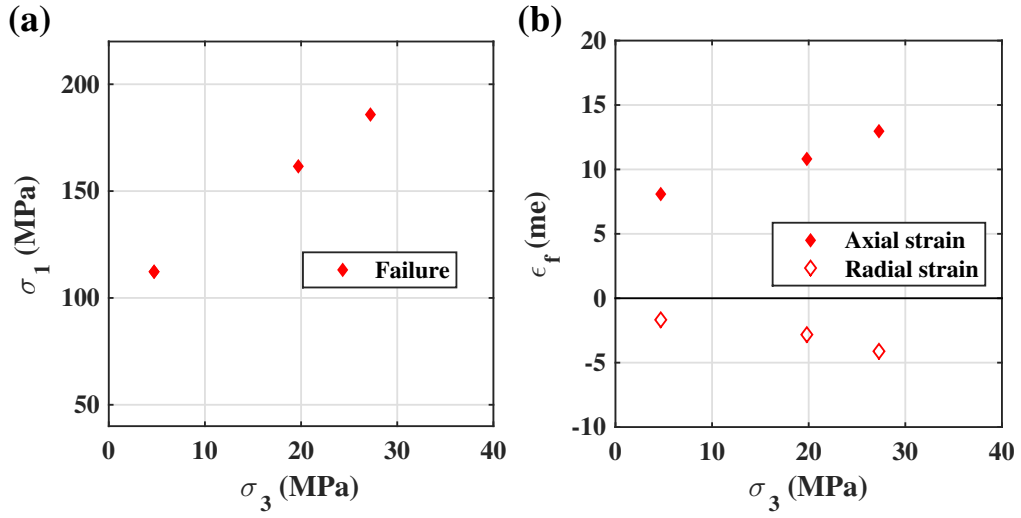 (a)
200
150
100
50
0
10
20
30
40
σ1 (MPa)
σ3 (MPa)
Failure
(b)
20
15
10
5
0
-5
-10
0
10
20
30
40
ϵf (me)
σ3 (MPa)
Axial strain
Radial strain